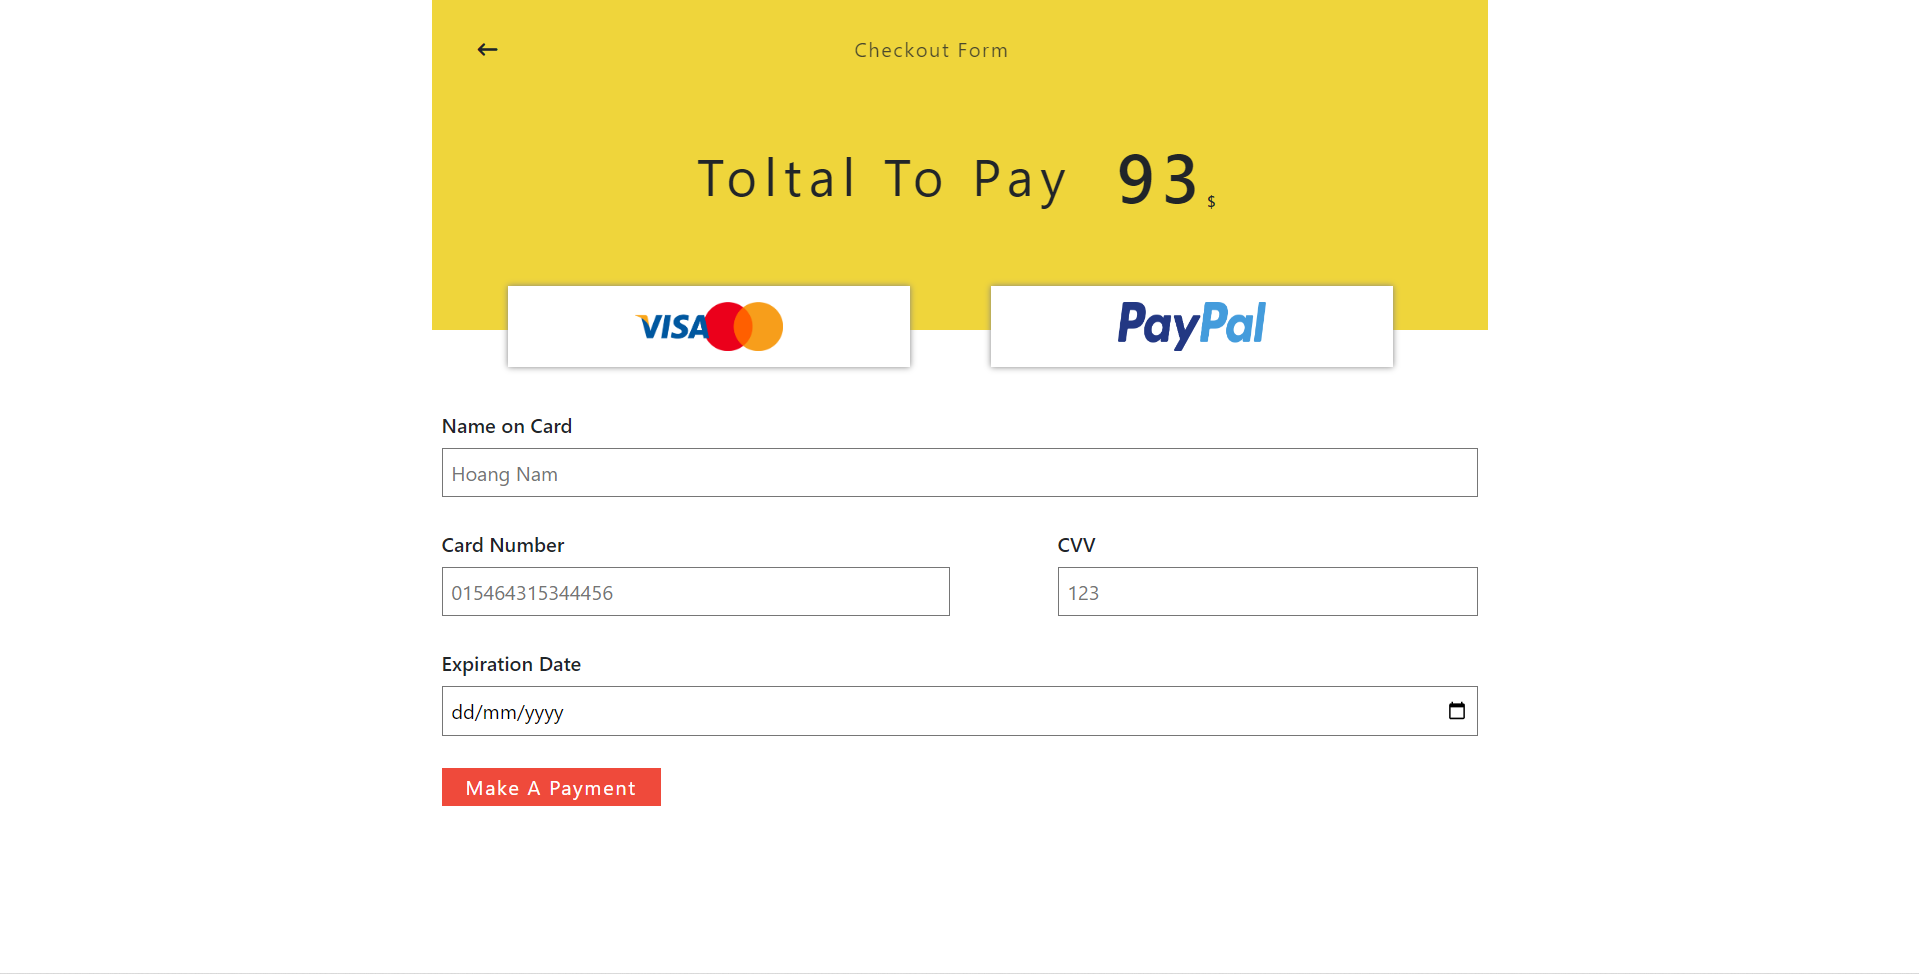 Checkout Form
Toltal To Pay 93 $
VISA PayPal
Name on Card
Hoang Nam
Card Number CVV
015464315344456 123
Expiration Date
dd/mm/yyyy
Make A Payment